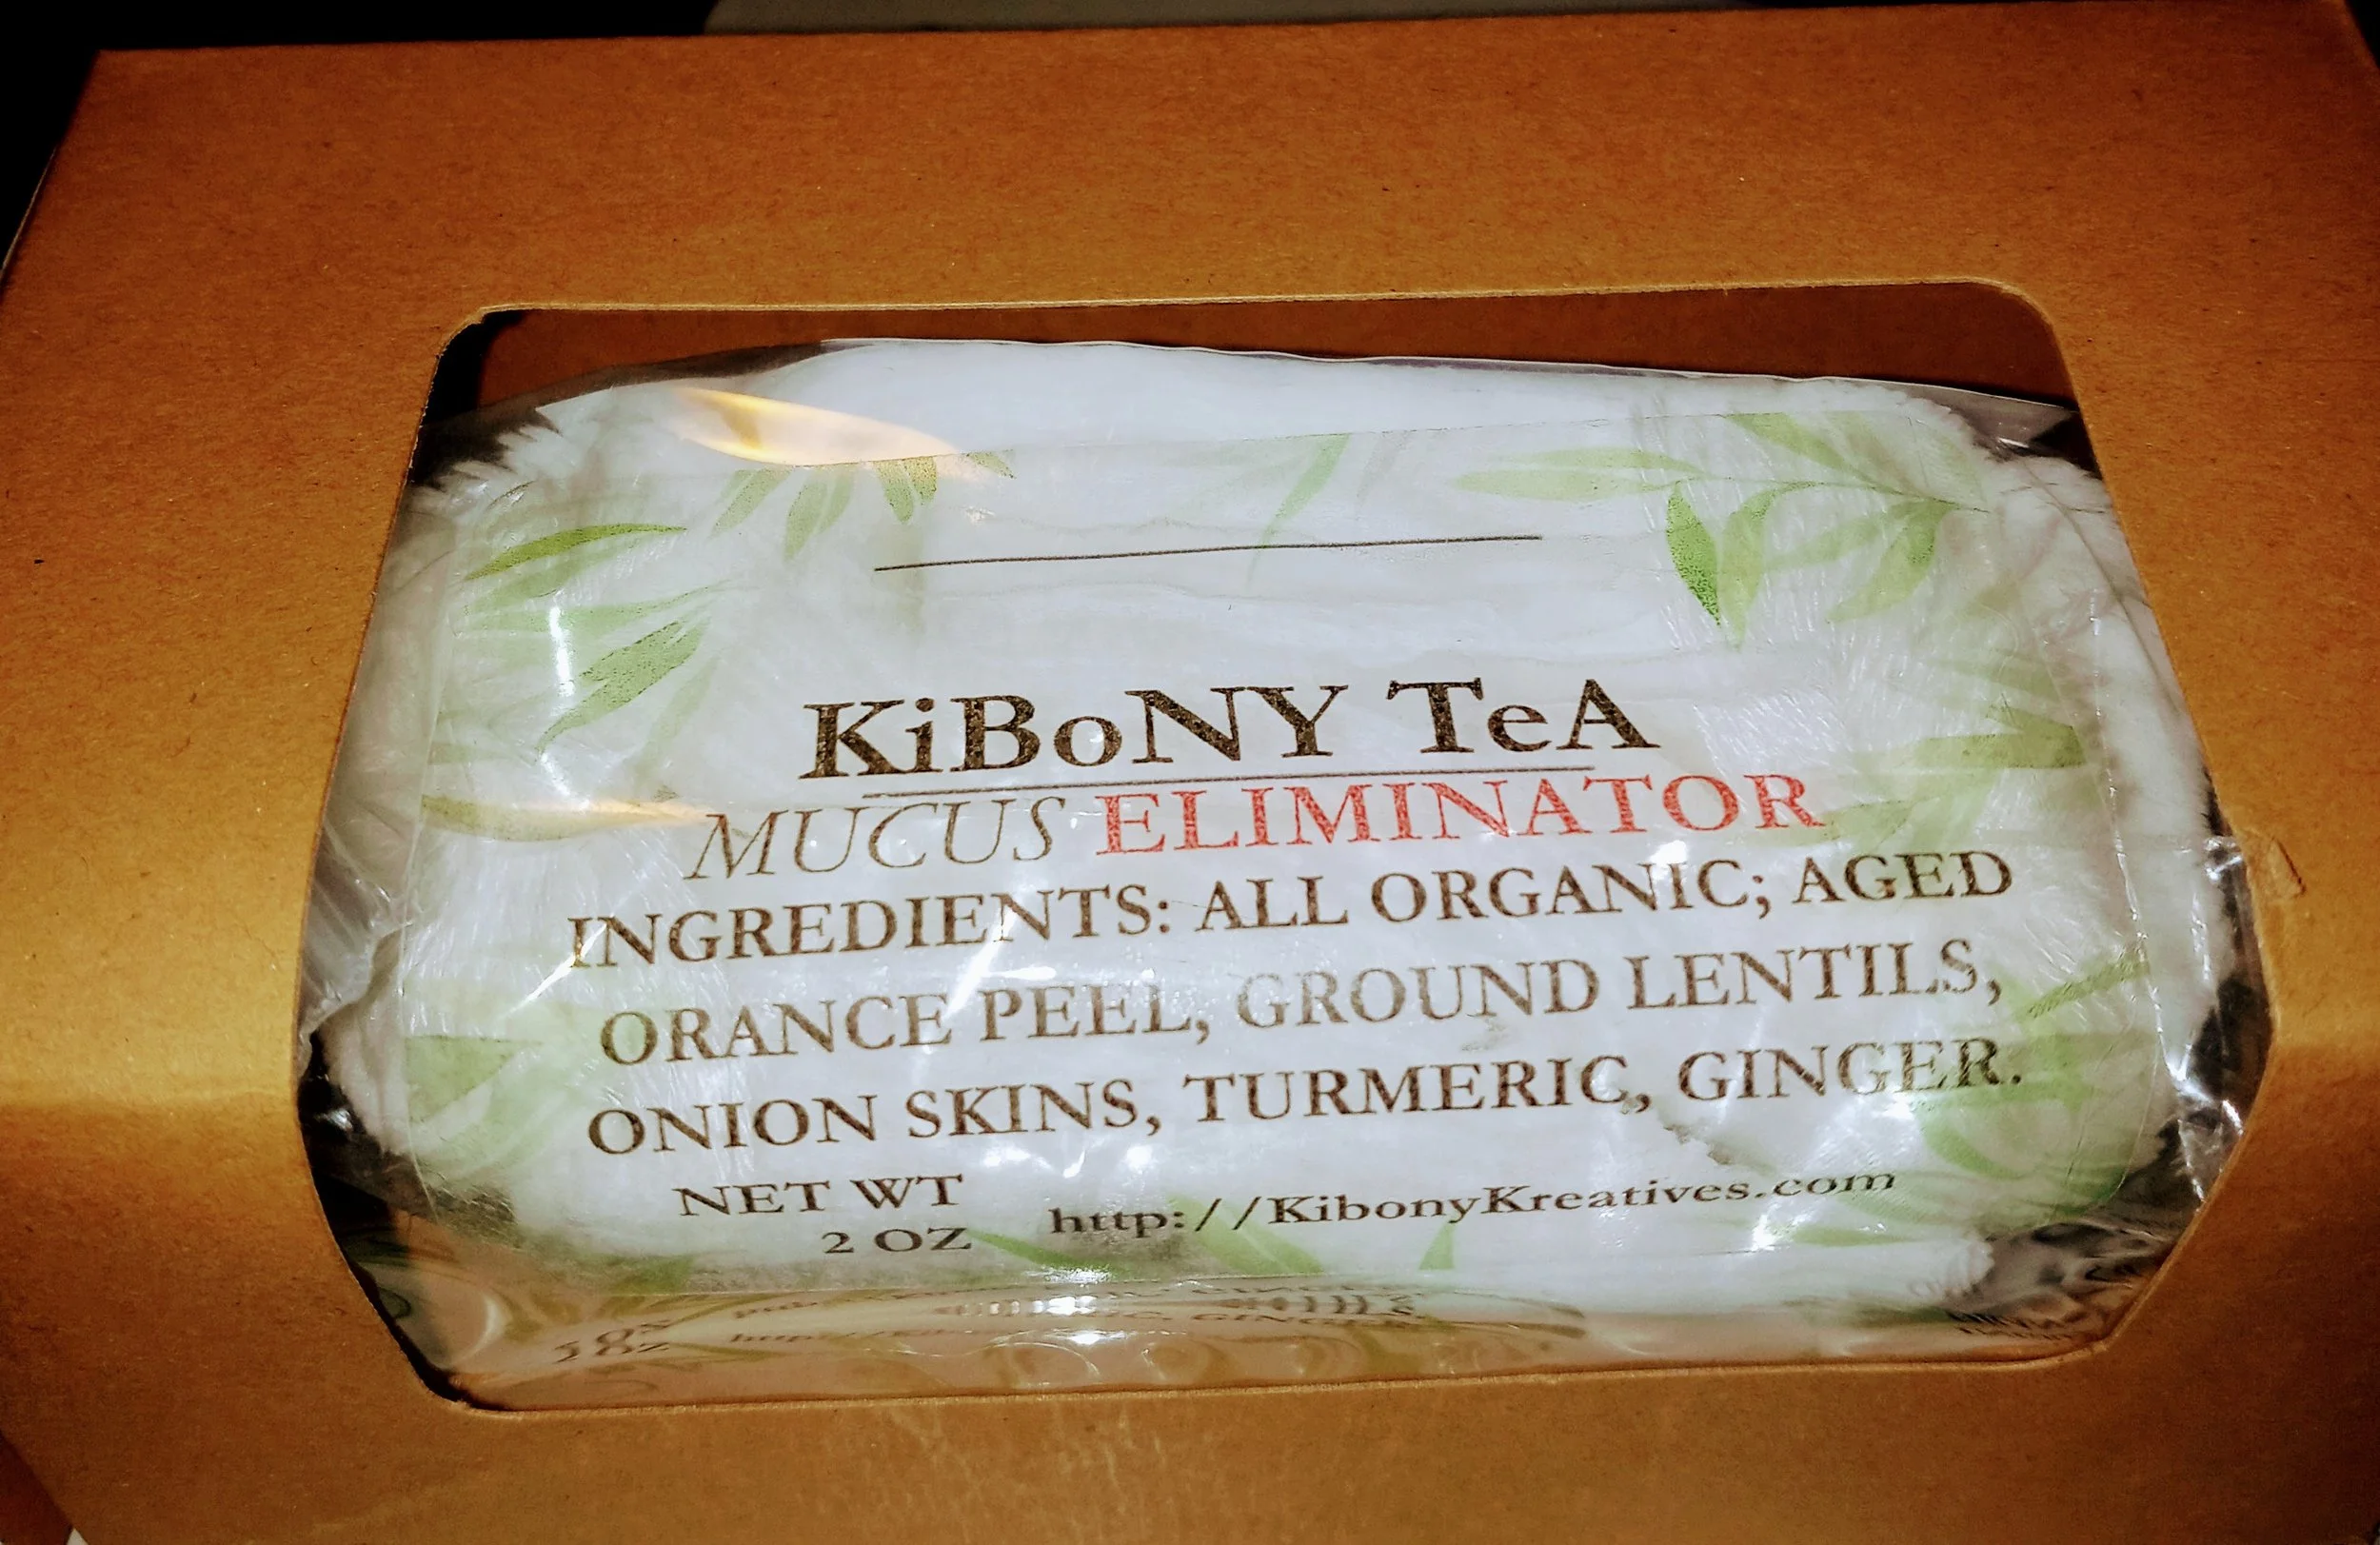 KiBoNY TeA
MUCUS ELIMINATOR
INGREDIENTS: ALL ORGANIC; AGED
ORANCE PEEL, GROUND LENTILS,
ONION SKINS, TURMERIC, GINGER.
NET WT
2 OZ
http://KibonyKreatives.com